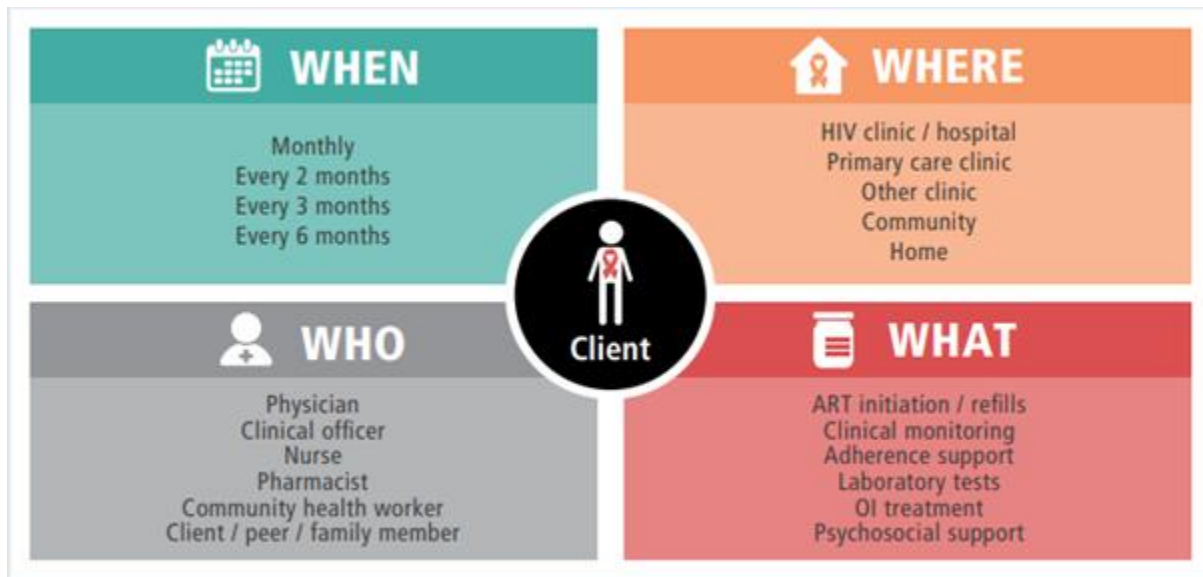 WHEN
Monthly
Every 2 months
Every 3 months
Every 6 months
WHERE
HIV clinic / hospital
Primary care clinic
Other clinic
Community
Home
Client
WHO
Physician
Clinical officer
Nurse
Pharmacist
Community health worker
Client / peer / family member
WHAT
ART initiation / refills
Clinical monitoring
Adherence support
Laboratory tests
OI treatment
Psychosocial support